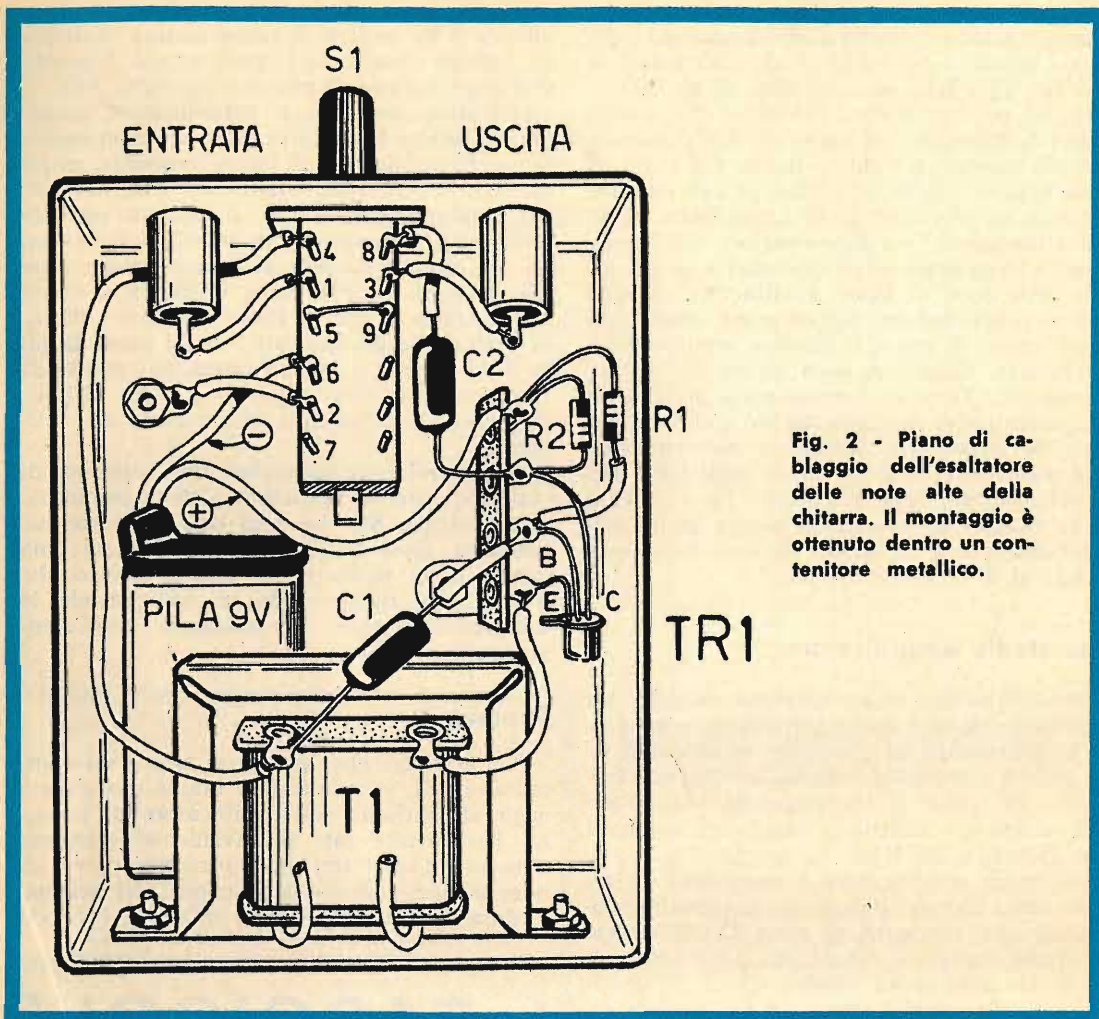 S1
ENTRATA USCITA
4 8
1 3
5 9
6
2
7
C2
R2 R1
−
+
B
E C
PILA 9V
C1
TR1
T1
Fig. 2 - Piano di ca-
blaggio dell'esaltatore
delle note alte della
chitarra. Il montaggio è
ottenuto dentro un con-
tenitore metallico.